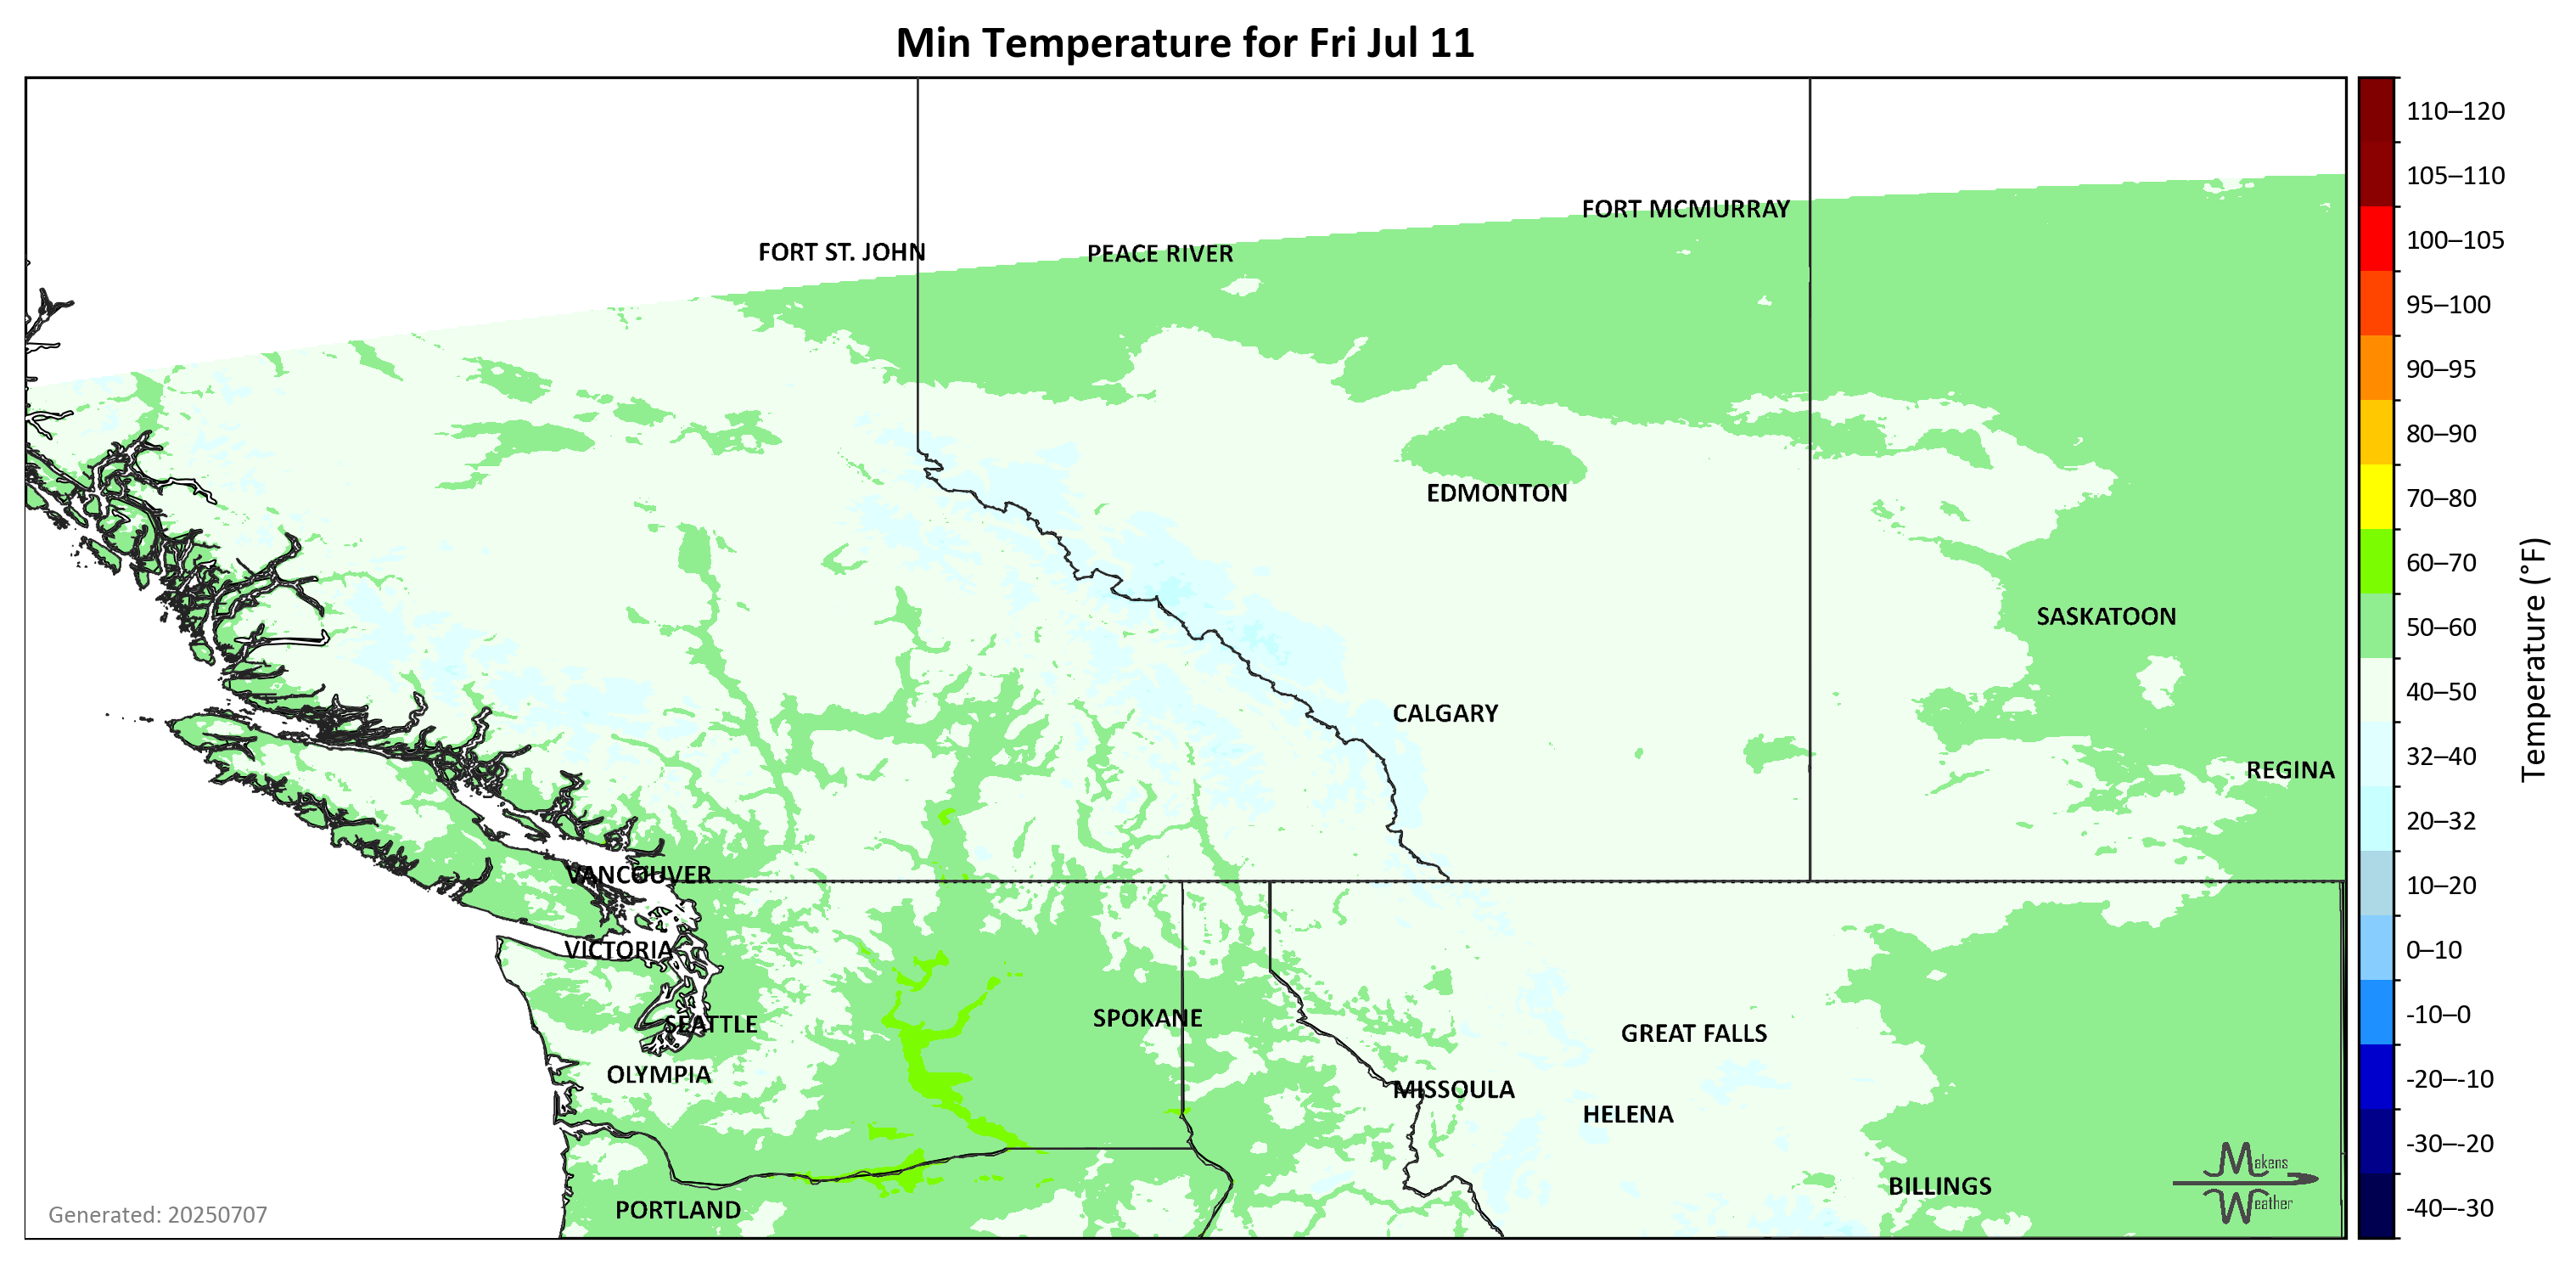 Min Temperature for Fri Jul 11
110–120
105–110
100–105
95–100
90–95
80–90
70–80
60–70
50–60
40–50
32–40
20–32
10–20
0–10
-10–0
-20–-10
-30–-20
-40–-30
Temperature (°F)
FORT MCMURRAY
FORT ST. JOHN
PEACE RIVER
EDMONTON
SASKATOON
CALGARY
REGINA
VANCOUVER
VICTORIA
SPOKANE
SEATTLE
GREAT FALLS
OLYMPIA
MISSOULA
HELENA
BILLINGS
PORTLAND
Makens
Weather
Generated: 20250707